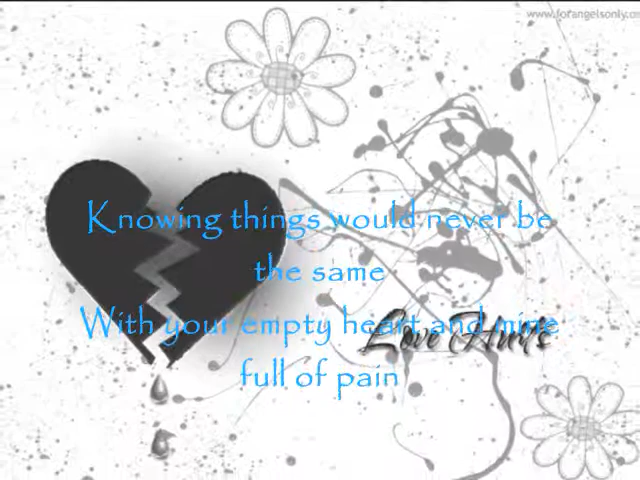 www.forangelsonly.org
Knowing things would never be
the same
With your empty heart and mine
Love Hurts
full of pain